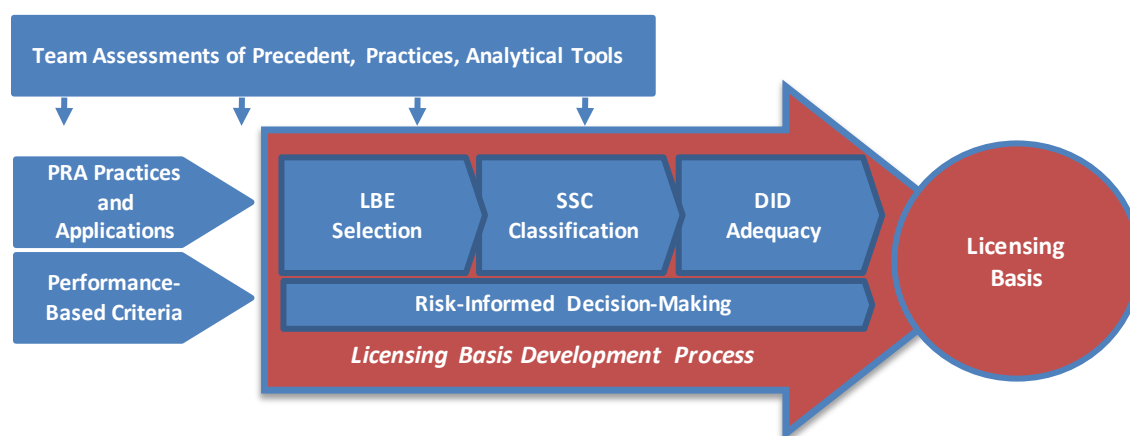 Team Assessments of Precedent, Practices, Analytical Tools
PRA Practices
and
Applications
Performance-
Based Criteria
LBE
Selection
SSC
Classification
DID
Adequacy
Risk-Informed Decision-Making
Licensing Basis Development Process
Licensing
Basis